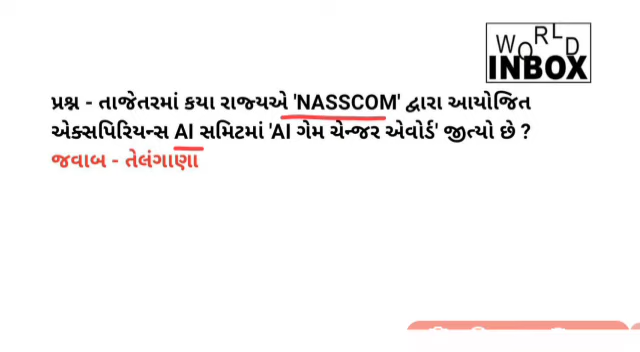 WORLD
INBOX
પ્રશ્ન - તાજેતરમાં કયા રાજ્યએ 'NASSCOM' દ્વારા આયોજિત
એક્સપિરિયન્સ AI સમિટમાં 'AI ગેમ ચેન્જર એવોર્ડ' જીત્યો છે ?
જવાબ - તેલંગાણા